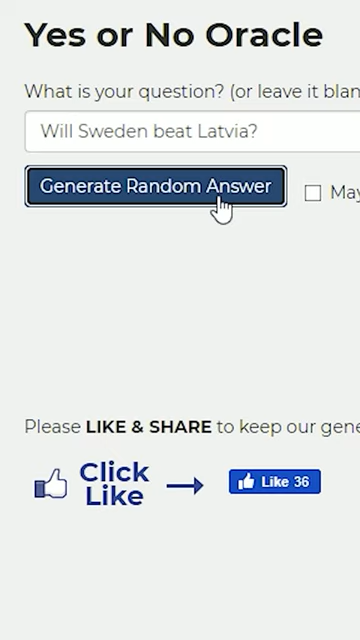 Yes or No Oracle
What is your question? (or leave it blan
Will Sweden beat Latvia?
Generate Random Answer
May
Please LIKE & SHARE to keep our gene
Click
Like
Like 36